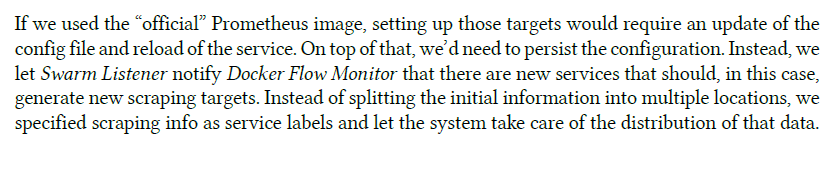 If we used the “official” Prometheus image, setting up those targets would require an update of the
config file and reload of the service. On top of that, we’d need to persist the configuration. Instead, we
let Swarm Listener notify Docker Flow Monitor that there are new services that should, in this case,
generate new scraping targets. Instead of splitting the initial information into multiple locations, we
specified scraping info as service labels and let the system take care of the distribution of that data.